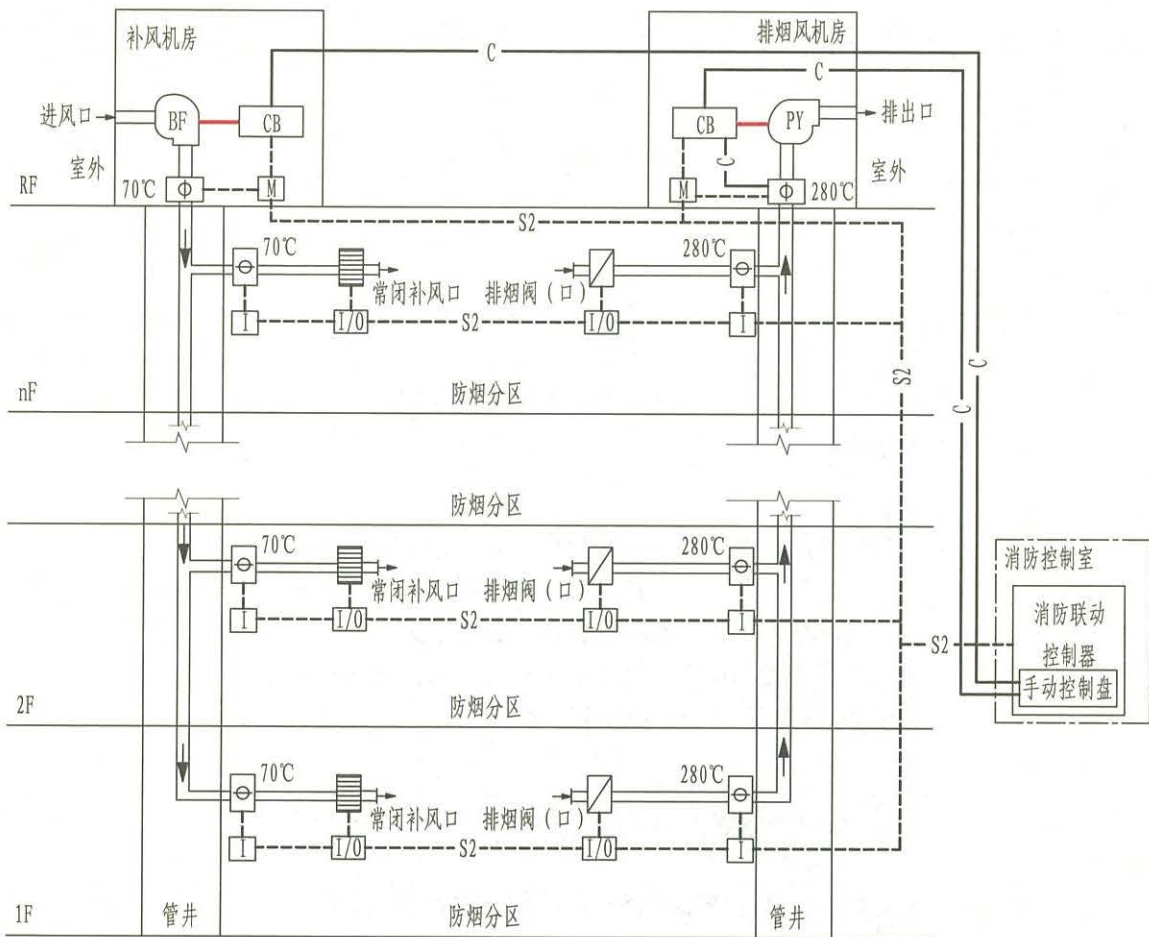 补风机房
排烟风机房
C
C
进风口
BF
CB
CB
PY
排出口
室外
C
室外
RF
70℃
Φ
M
M
Φ
280℃
S2
70℃
280℃
常闭补风口 排烟阀（口）
I
I/O
S2
I/O
I
S2
C
C
nF
防烟分区
防烟分区
70℃
280℃
常闭补风口 排烟阀（口）
I
I/O
S2
I/O
I
消防控制室
消防联动
控制器
手动控制盘
S2
2F
防烟分区
70℃
280℃
常闭补风口 排烟阀（口）
I
I/O
S2
I/O
I
1F
管井
防烟分区
管井